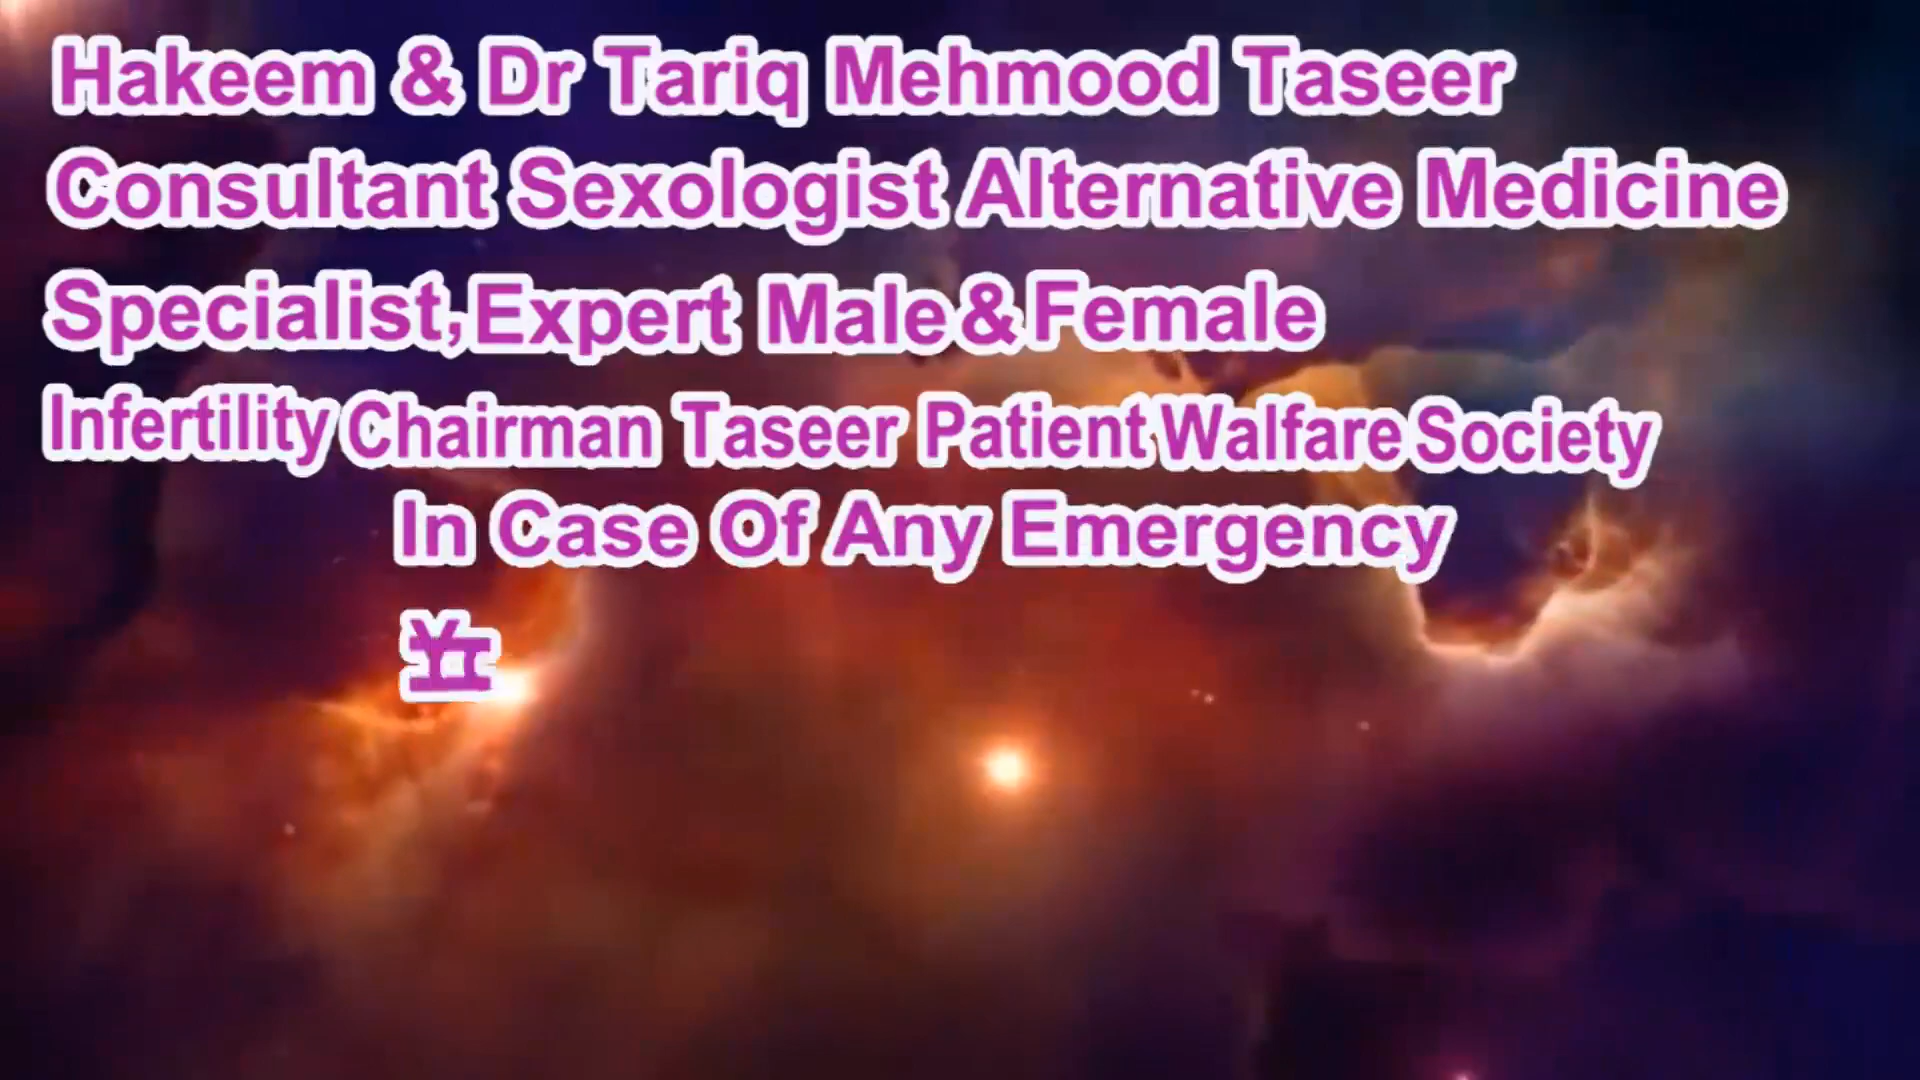 Hakeem & Dr Tariq Mehmood Taseer
Consultant Sexologist Alternative Medicine
Specialist,Expert Male & Female
Infertility Chairman Taseer Patient Walfare Society
In Case Of Any Emergency